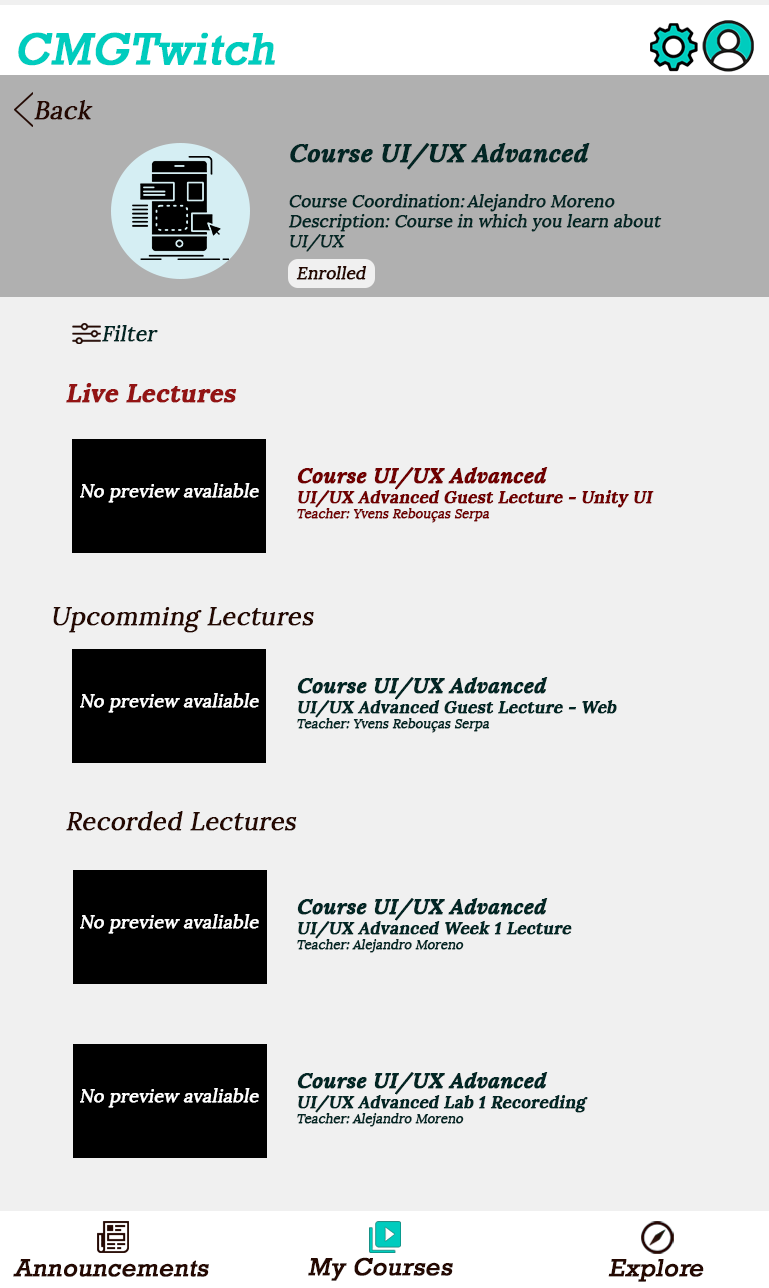 CMGTwitch
Back
Course UI/UX Advanced
Course Coordination: Alejandro Moreno
Description: Course in which you learn about
UI/UX
Enrolled
Filter
Live Lectures
No preview avaliable
Course UI/UX Advanced
UI/UX Advanced Guest Lecture - Unity UI
Teacher: Yvens Rebouças Serpa
Upcomming Lectures
No preview avaliable
Course UI/UX Advanced
UI/UX Advanced Guest Lecture - Web
Teacher: Yvens Rebouças Serpa
Recorded Lectures
No preview avaliable
Course UI/UX Advanced
UI/UX Advanced Week 1 Lecture
Teacher: Alejandro Moreno
No preview avaliable
Course UI/UX Advanced
UI/UX Advanced Lab 1 Recoreding
Teacher: Alejandro Moreno
Announcements
My Courses
Explore